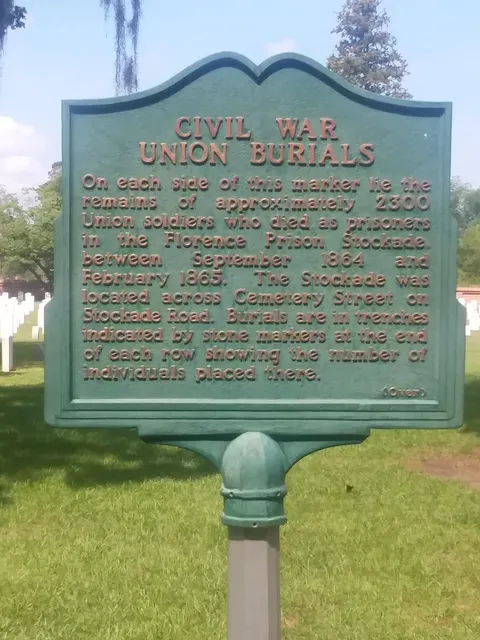 CIVIL WAR
UNION BURIALS
On each side of this marker lie the
remains of approximately 2300
Union soldiers who died as prisoners
in the Florence Prison Stockade
between September 1864 and
February 1865. The Stockade was
located across Cemetery Street on
Stockade Road. Burials are in trenches
indicated by stone markers at the end
of each row showing the number of
individuals placed there.
(Over)